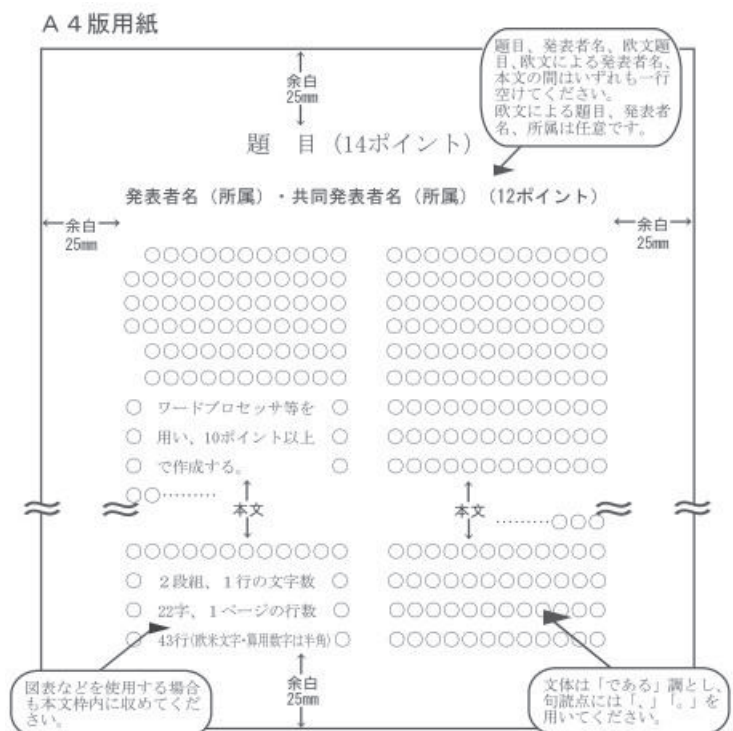 A4版用紙
題目、発表者名、欧文題
目、欧文による発表者名、
本文の間はいずれも一行
空けてください。
欧文による題目、発表者
名、所属は任意です。
余白
25mm
題 目(14ポイント)
発表者名(所属)・共同発表者名(所属)(12ポイント)
余白
25mm
余白
25mm
○○○○○○○○○○○
○○○○○○○○○○○○
○○○○○○○○○○○○
○○○○○○○○○○○○
○○○○○○○○○○○
○○○○○○○○○○○
○ ワードプロセッサ等を ○
○ 用い、10ポイント以上 ○
○ で作成する。 ○
○○………
本文
○○○○○○○○○○○○
○ 2段組、1行の文字数 ○
○ 22字、1ページの行数 ○
○ 43行(欧米文字・算用数字は半角)○
○○○○○○○○○○○○
○○○○○○○○○○○○
○○○○○○○○○○○○
○○○○○○○○○○○○
○○○○○○○○○○○○
○○○○○○○○○○○○
○○○○○○○○○○○○
○○○○○○○○○○○○
○○○○○○○○○○○○
本文
………○○○
○○○○○○○○○○○○
○○○○○○○○○○○○
○○○○○○○○○○○○
○○○○○○○○○○○○
図表などを使用する場合
も本文枠内に収めてくだ
さい。
余白
25mm
文体は「である」調とし、
句読点には「、」「。」を
用いてください。